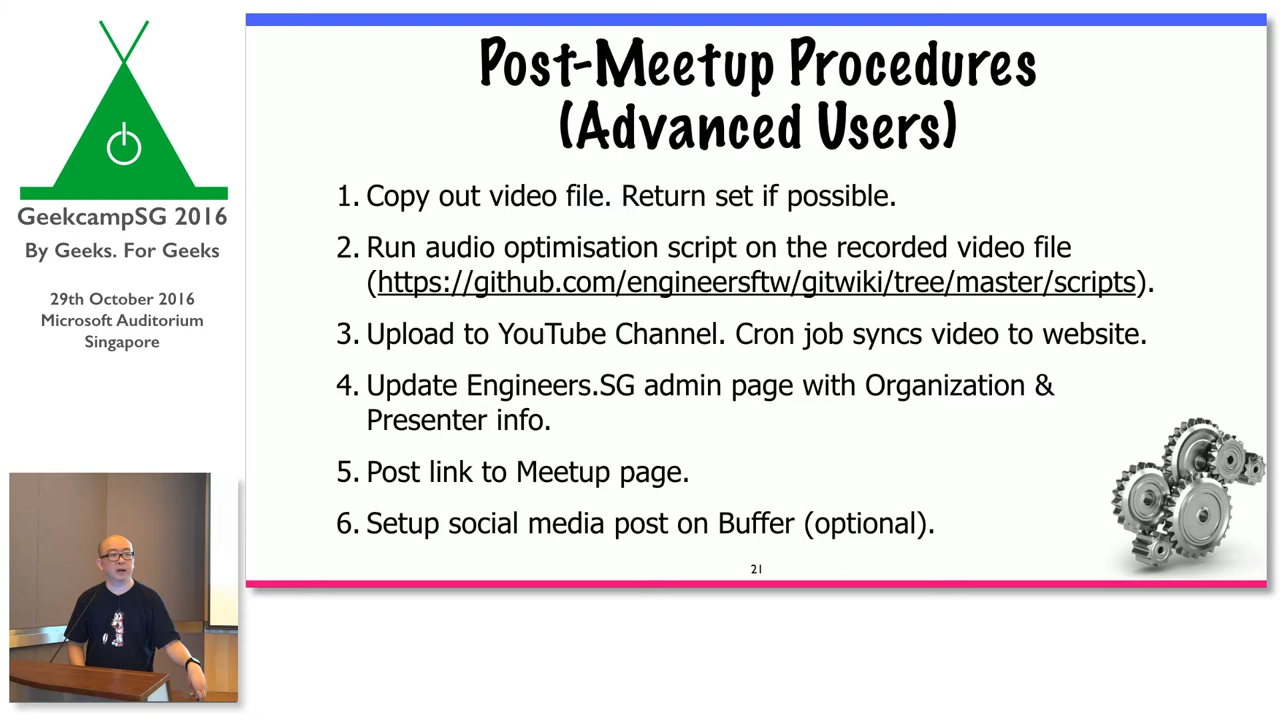 GeekcampSG 2016
By Geeks. For Geeks
29th October 2016
Microsoft Auditorium
Singapore
Post-Meetup Procedures
(Advanced Users)
1. Copy out video file. Return set if possible.
2. Run audio optimisation script on the recorded video file
(https://github.com/engineersftw/gitwiki/tree/master/scripts).
3. Upload to YouTube Channel. Cron job syncs video to website.
4. Update Engineers.SG admin page with Organization &
Presenter info.
5. Post link to Meetup page.
6. Setup social media post on Buffer (optional).
21